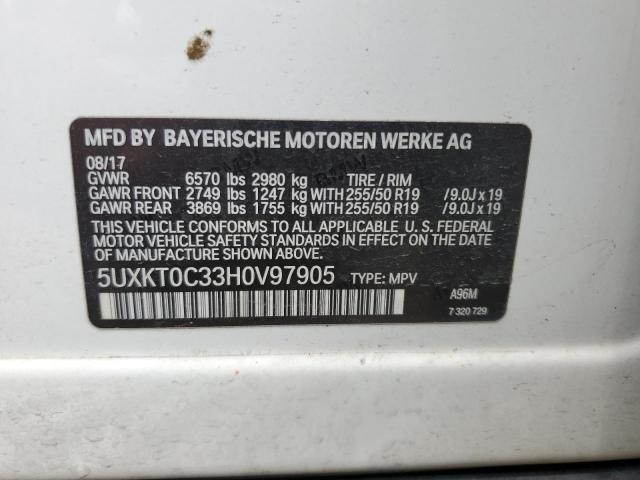 MFD BY BAYERISCHE MOTOREN WERKE AG
08/17
GVWR 6570 lbs 2980 kg TIRE / RIM
GAWR FRONT 2749 lbs 1247 kg WITH 255/50 R19 / 9.0J x 19
GAWR REAR 3869 lbs 1755 kg WITH 255/50 R19 / 9.0J x 19
THIS VEHICLE CONFORMS TO ALL APPLICABLE U. S. FEDERAL
MOTOR VEHICLE SAFETY STANDARDS IN EFFECT ON THE DATE
OF MANUFACTURE SHOWN ABOVE.
5UXKT0C33H0V97905 TYPE: MPV
A96M
7 320 729